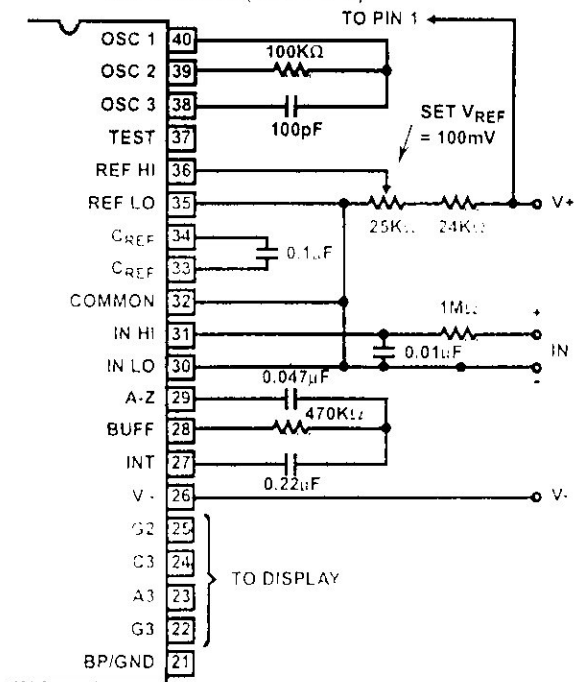 TO PIN 1
OSC 1 40
100KΩ
OSC 2 39
OSC 3 38
100pF
TEST 37
SET VREF
= 100mV
REF HI 36
REF LO 35
V+
25KΩ 24KΩ
CREF 34
0.1µF
CREF 33
COMMON 32
1MΩ
+
IN HI 31
0.01µF
IN
IN LO 30
-
0.047µF
A-Z 29
470KΩ
BUFF 28
INT 27
0.22µF
V - 26
V-
G2 25
C3 24
TO DISPLAY
A3 23
G3 22
BP/GND 21